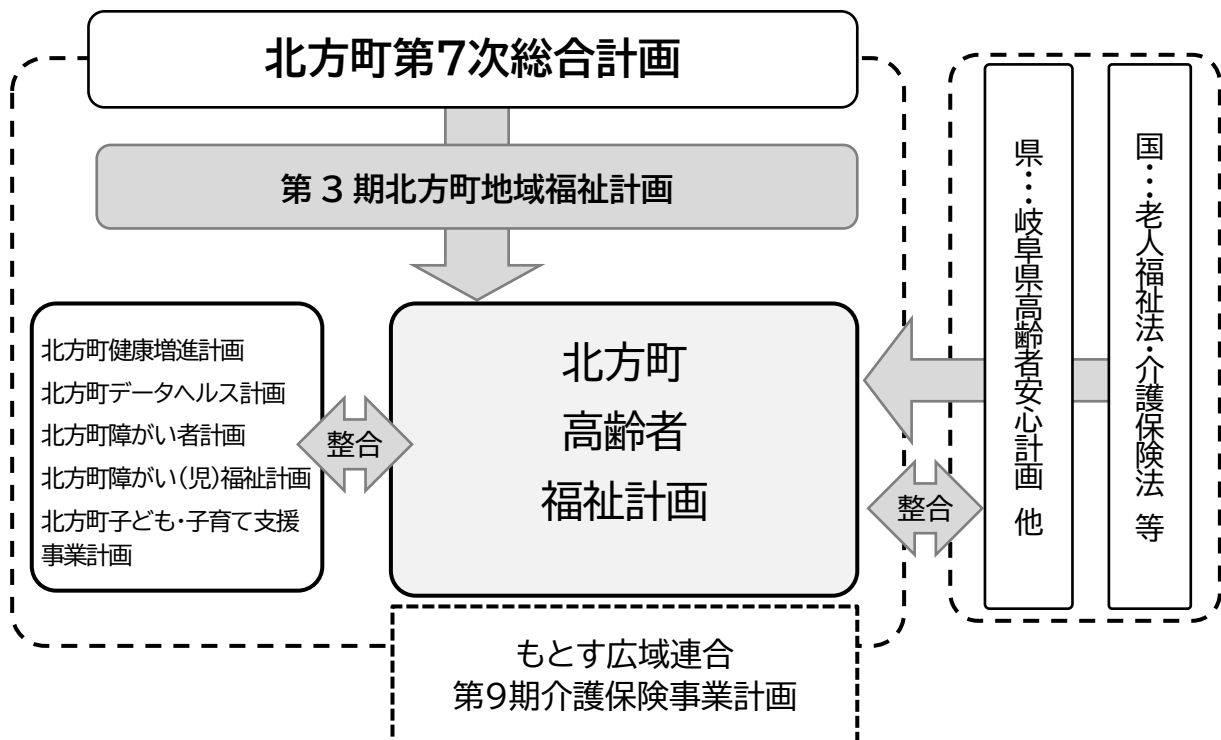 北方町第7次総合計画
第3期北方町地域福祉計画
北方町健康増進計画
北方町データヘルス計画
北方町障がい者計画
北方町障がい(児)福祉計画
北方町子ども・子育て支援
事業計画
整合
北方町
高齢者
福祉計画
整合
もとす広域連合
第9期介護保険事業計画
国‥‥老人福祉法・介護保険法 等
県‥‥岐阜県高齢者安心計画 他